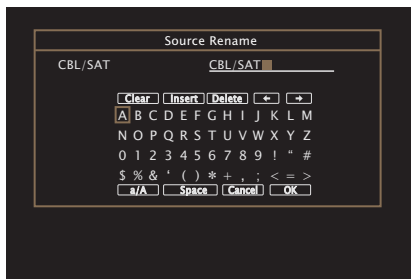 Source Rename
CBL/SAT CBL/SAT
Clear Insert Delete ← →
A B C D E F G H I J K L M
N O P Q R S T U V W X Y Z
0 1 2 3 4 5 6 7 8 9 ! “ #
$ % & ‘ ( ) * + , ; < = >
a/A Space Cancel OK